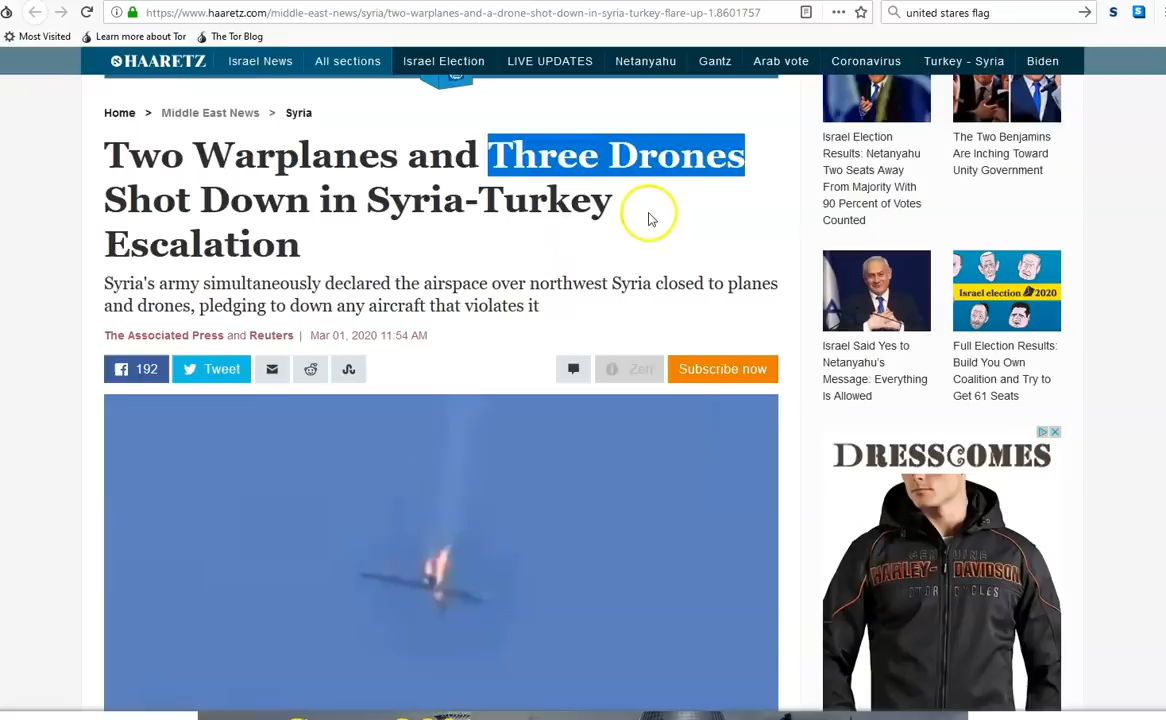 https://www.haaretz.com/middle-east-news/syria/two-warplanes-and-a-drone-shot-down-in-syria-turkey-flare-up-1.8601757
united stares flag
Most Visited
Learn more about Tor
The Tor Blog
HAARETZ
Israel News
All sections
Israel Election
LIVE UPDATES
Netanyahu
Gantz
Arab vote
Coronavirus
Turkey - Syria
Biden
Home > Middle East News > Syria
Two Warplanes and Three Drones
Shot Down in Syria-Turkey
Escalation
Syria's army simultaneously declared the airspace over northwest Syria closed to planes
and drones, pledging to down any aircraft that violates it
The Associated Press and Reuters | Mar 01, 2020 11:54 AM
192
Tweet
Zen
Subscribe now
Israel Election
Results: Netanyahu
Two Seats Away
From Majority With
90 Percent of Votes
Counted
The Two Benjamins
Are Inching Toward
Unity Government
Israel election 2020
Israel Said Yes to
Netanyahu's
Message: Everything
Is Allowed
Full Election Results:
Build You Own
Coalition and Try to
Get 61 Seats
DRESSCOMES
GENUINE
HARLEY-DAVIDSON
MOTORCYCLES